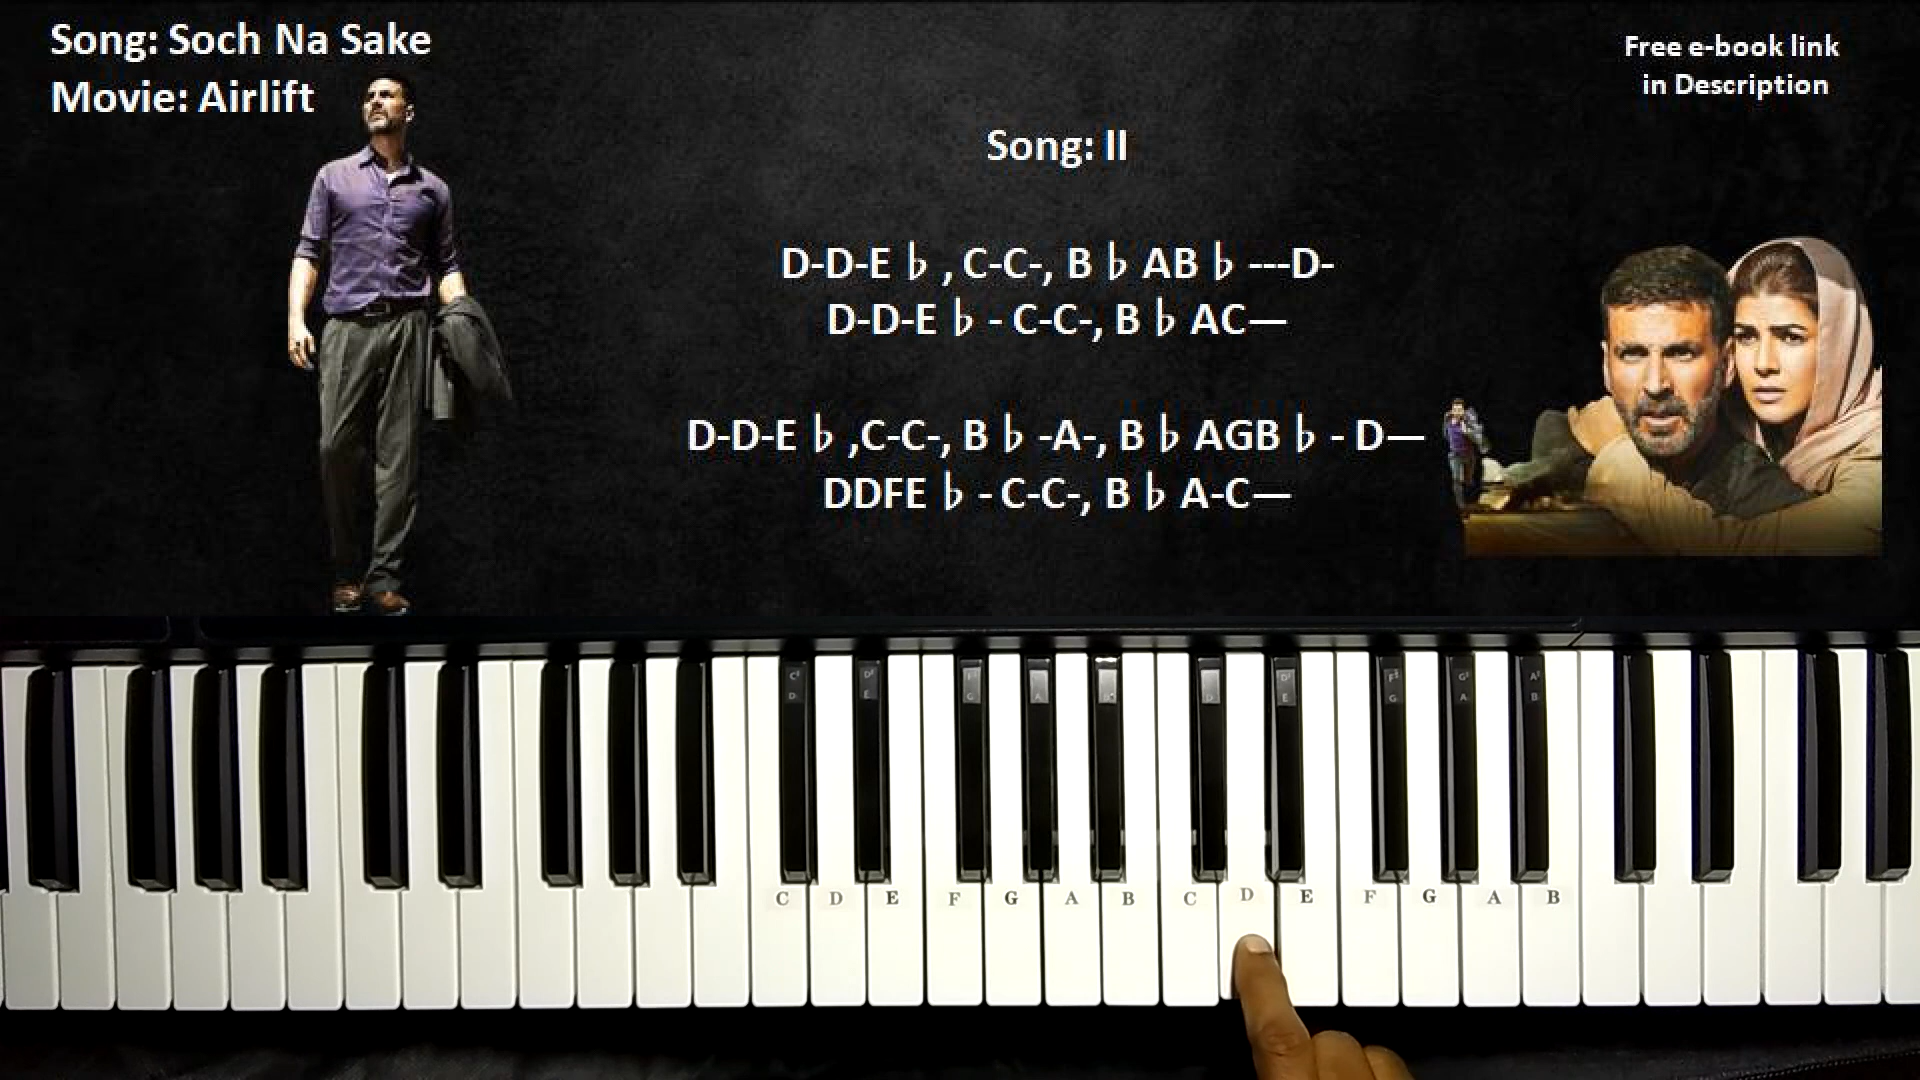 Song: Soch Na Sake
Movie: Airlift
Free e-book link
in Description
Song: II
D-D-E♭, C-C-, B♭AB♭---D-
D-D-E♭- C-C-, B♭AC—
D-D-E♭,C-C-, B♭-A-, B♭AGB♭- D—
DDFE♭- C-C-, B♭A-C—
C D E F G A B C D E F G A B